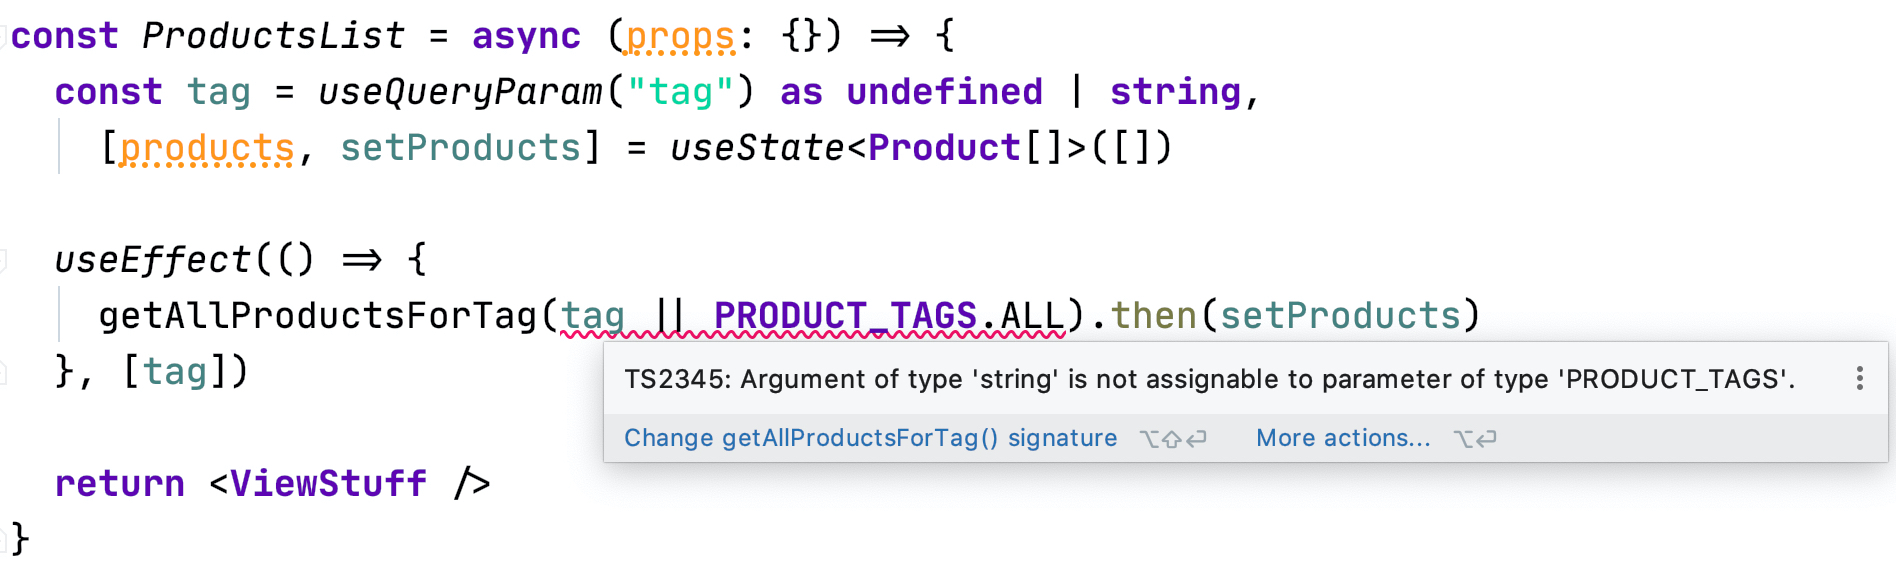 const ProductsList = async (props: {}) => {
const tag = useQueryParam("tag") as undefined | string,
[products, setProducts] = useState<Product[]>([])
useEffect(() => {
getAllProductsForTag(tag || PRODUCT_TAGS.ALL).then(setProducts)
}, [tag])
TS2345: Argument of type 'string' is not assignable to parameter of type 'PRODUCT_TAGS'.
Change getAllProductsForTag() signature ⌥⇧⏎ More actions... ⌥⏎
return <ViewStuff />
}